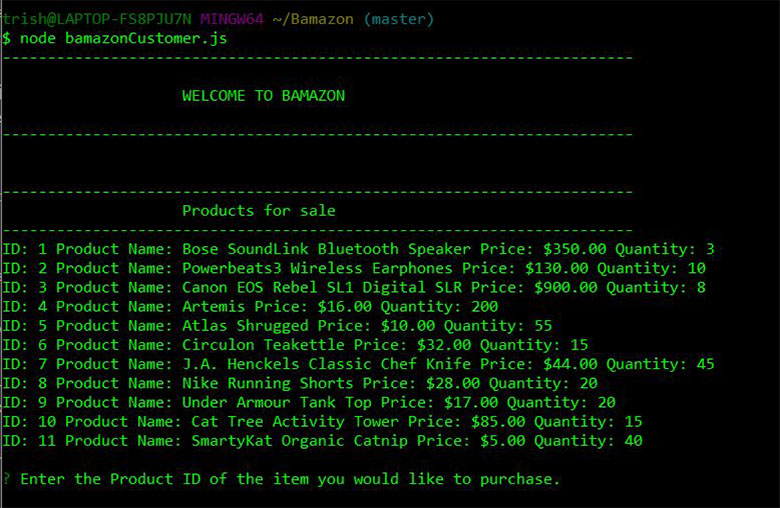 trish@LAPTOP-FS8PJU7N MINGW64 ~/Bamazon (master)
$ node bamazonCustomer.js
----------------------------------------------------------------------
WELCOME TO BAMAZON
----------------------------------------------------------------------
----------------------------------------------------------------------
Products for sale
----------------------------------------------------------------------
ID: 1 Product Name: Bose SoundLink Bluetooth Speaker Price: $350.00 Quantity: 3
ID: 2 Product Name: Powerbeats3 Wireless Earphones Price: $130.00 Quantity: 10
ID: 3 Product Name: Canon EOS Rebel SL1 Digital SLR Price: $900.00 Quantity: 8
ID: 4 Product Name: Artemis Price: $16.00 Quantity: 200
ID: 5 Product Name: Atlas Shrugged Price: $10.00 Quantity: 55
ID: 6 Product Name: Circulon Teakettle Price: $32.00 Quantity: 15
ID: 7 Product Name: J.A. Henckels Classic Chef Knife Price: $44.00 Quantity: 45
ID: 8 Product Name: Nike Running Shorts Price: $28.00 Quantity: 20
ID: 9 Product Name: Under Armour Tank Top Price: $17.00 Quantity: 20
ID: 10 Product Name: Cat Tree Activity Tower Price: $85.00 Quantity: 15
ID: 11 Product Name: SmartyKat Organic Catnip Price: $5.00 Quantity: 40
? Enter the Product ID of the item you would like to purchase.